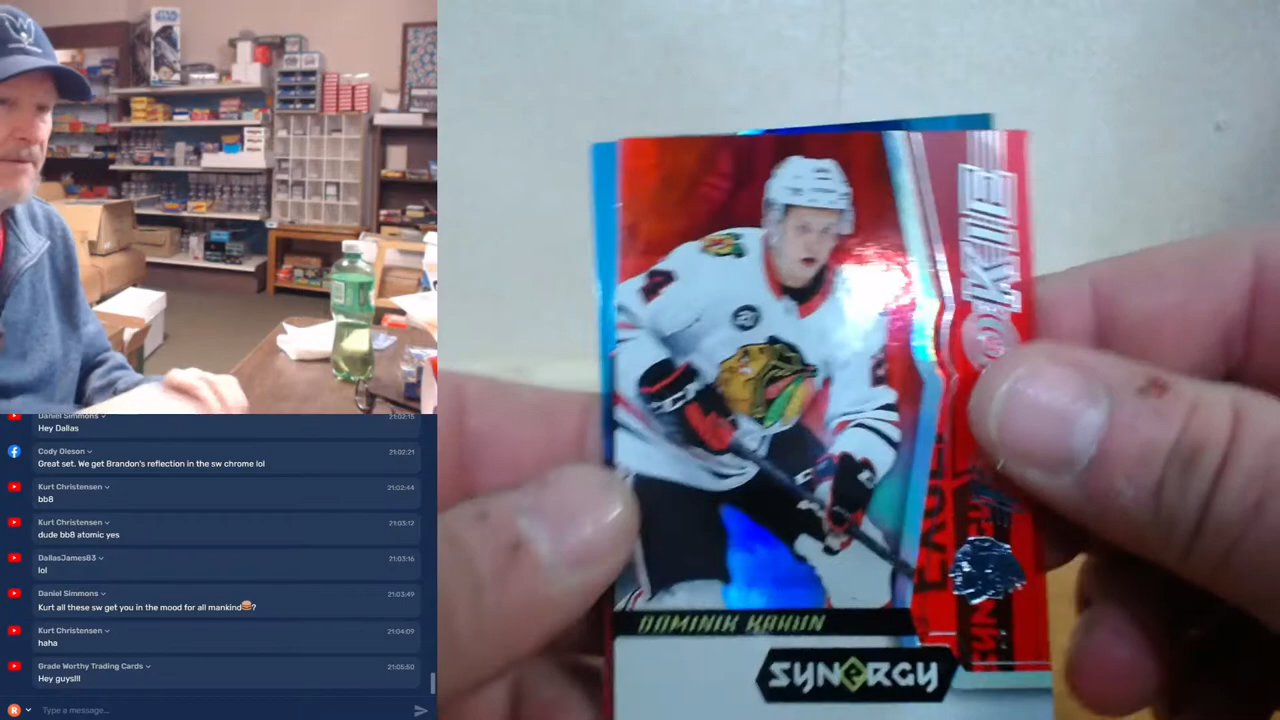 Daniel Simmons
21:02:15
Hey Dallas
Cody Oleson
21:02:21
Great set. We get Brandon's reflection in the sw chrome lol
Kurt Christensen
21:02:44
bb8
Kurt Christensen
21:03:12
dude bb8 atomic yes
DallasJames83
21:03:16
lol
Daniel Simmons
21:03:49
Kurt all these sw get you in the mood for all mankind🍔?
Kurt Christensen
21:04:09
haha
Grade Worthy Trading Cards
21:05:50
Hey guys!!!
R
Type a message...
DOMINIK KAHUN
SYNERGY